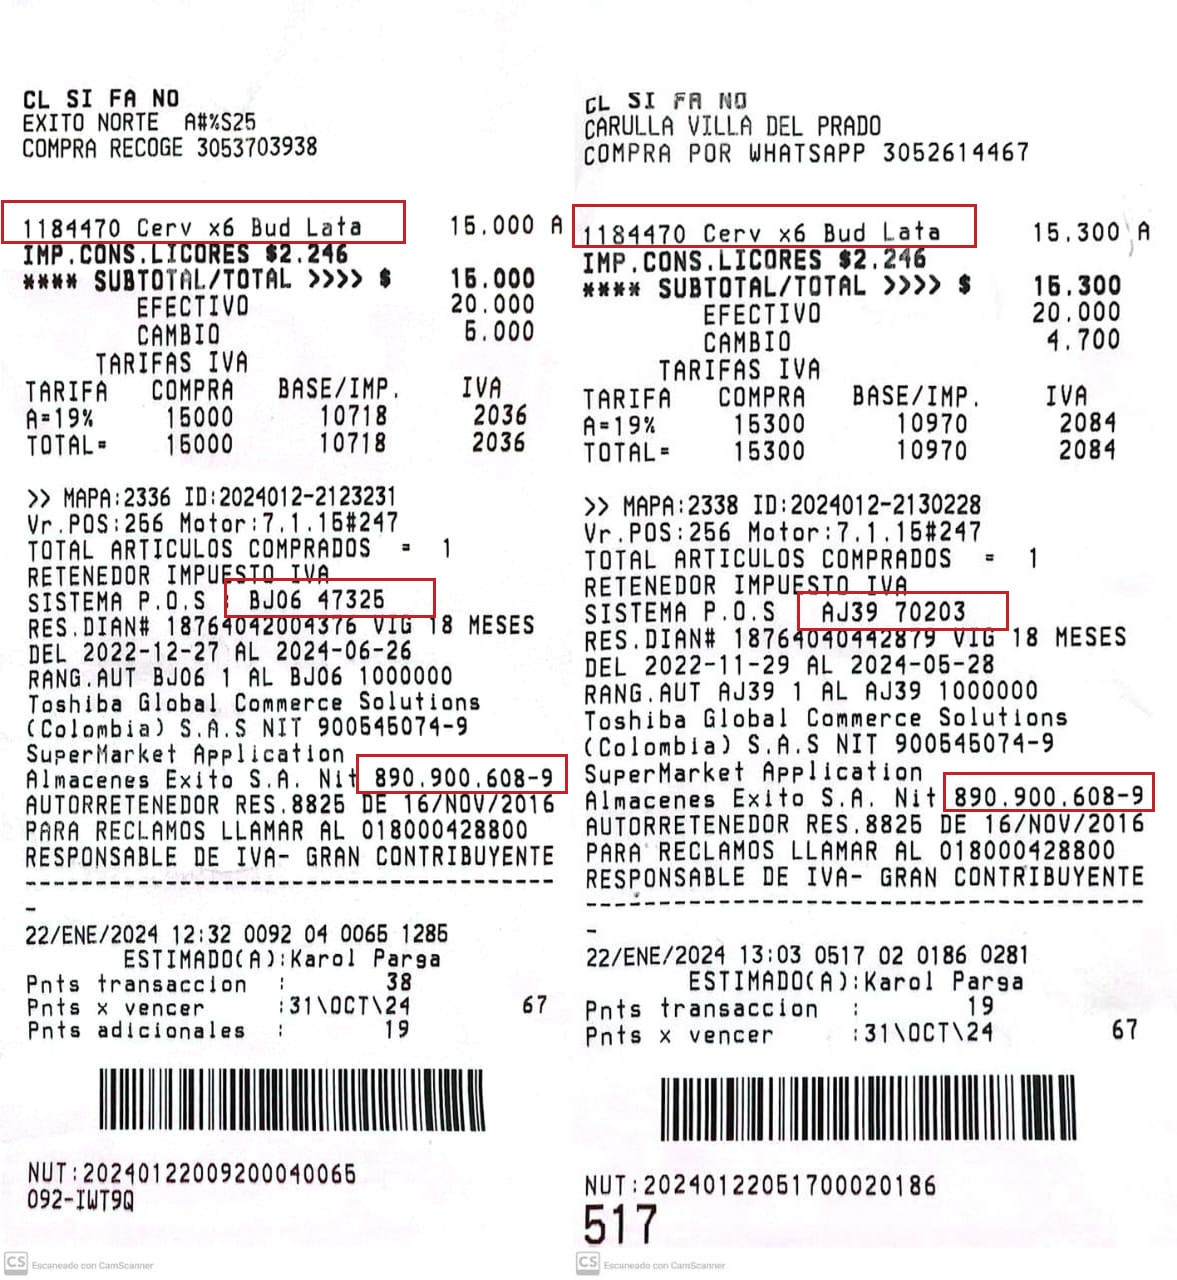 CL SI FA NO
EXITO NORTE A#%S25
COMPRA RECOGE 3053703938
1184470 Cerv x6 Bud Lata 15.000 A
IMP.CONS.LICORES $2.246
**** SUBTOTAL/TOTAL >>>> $ 15.000
EFECTIVO 20.000
CAMBIO 5.000
TARIFAS IVA
TARIFA COMPRA BASE/IMP. IVA
A=19% 15000 10718 2036
TOTAL= 15000 10718 2036
>> MAPA:2336 ID:2024012-2123231
Vr.POS:256 Motor:7.1.15#247
TOTAL ARTICULOS COMPRADOS = 1
RETENEDOR IMPUESTO IVA
SISTEMA P.O.S : BJ06 47325
RES.DIAN# 18764042004376 VIG 18 MESES
DEL 2022-12-27 AL 2024-06-26
RANG.AUT BJ06 1 AL BJ06 1000000
Toshiba Global Commerce Solutions
(Colombia) S.A.S NIT 900545074-9
SuperMarket Application
Almacenes Exito S.A. Nit 890.900.608-9
AUTORRETENEDOR RES.8825 DE 16/NOV/2016
PARA RECLAMOS LLAMAR AL 018000428800
RESPONSABLE DE IVA- GRAN CONTRIBUYENTE
--------------------------------------
-
22/ENE/2024 12:32 0092 04 0065 1285
ESTIMADO(A):Karol Parga
Pnts transaccion : 38
Pnts x vencer :31\OCT\24 67
Pnts adicionales : 19
NUT:20240122009200040065
092-IWT9Q
CS Escaneado con CamScanner
CL SI FA NO
CARULLA VILLA DEL PRADO
COMPRA POR WHATSAPP 3052614467
1184470 Cerv x6 Bud Lata 15.300 A
IMP.CONS.LICORES $2.246
**** SUBTOTAL/TOTAL >>>> $ 15.300
EFECTIVO 20.000
CAMBIO 4.700
TARIFAS IVA
TARIFA COMPRA BASE/IMP. IVA
A=19% 15300 10970 2084
TOTAL= 15300 10970 2084
>> MAPA:2338 ID:2024012-2130228
Vr.POS:256 Motor:7.1.15#247
TOTAL ARTICULOS COMPRADOS = 1
RETENEDOR IMPUESTO IVA
SISTEMA P.O.S AJ39 70203
RES.DIAN# 18764040442879 VIG 18 MESES
DEL 2022-11-29 AL 2024-05-28
RANG.AUT AJ39 1 AL AJ39 1000000
Toshiba Global Commerce Solutions
(Colombia) S.A.S NIT 900545074-9
SuperMarket Application
Almacenes Exito S.A. Nit 890.900.608-9
AUTORRETENEDOR RES.8825 DE 16/NOV/2016
PARA RECLAMOS LLAMAR AL 018000428800
RESPONSABLE DE IVA- GRAN CONTRIBUYENTE
--------------------------------------
-
22/ENE/2024 13:03 0517 02 0186 0281
ESTIMADO(A):Karol Parga
Pnts transaccion : 19
Pnts x vencer :31\OCT\24 67
NUT:20240122051700020186
517
CS Escaneado con CamScanner